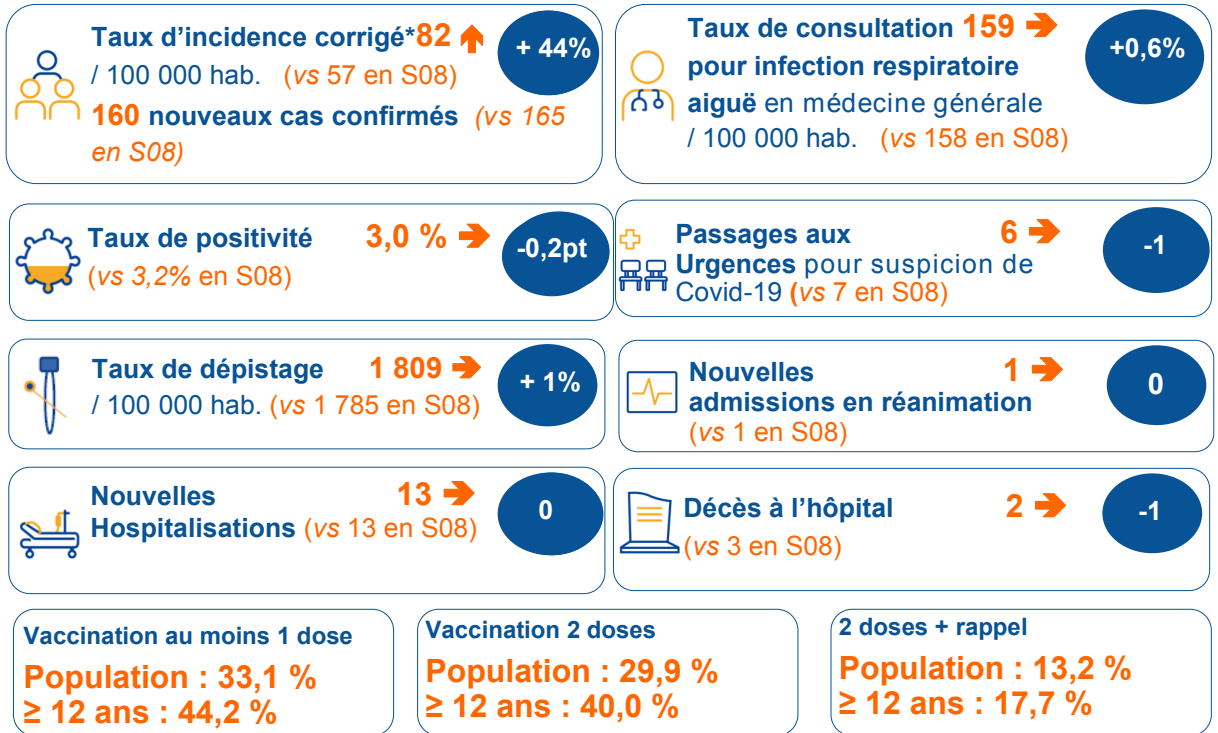 Taux d'incidence corrigé*82
/ 100 000 hab. (vs 57 en S08)
160 nouveaux cas confirmés (vs 165
en S08)
+ 44%
Taux de consultation 159
pour infection respiratoire
aiguë en médecine générale
/ 100 000 hab. (vs 158 en S08)
+0,6%
Taux de positivité 3,0 %
(vs 3,2% en S08)
-0,2pt
Passages aux 6
Urgences pour suspicion de
Covid-19 (vs 7 en S08)
-1
Taux de dépistage 1 809
/ 100 000 hab. (vs 1 785 en S08)
+ 1%
Nouvelles 1
admissions en réanimation
(vs 1 en S08)
0
Nouvelles 13
Hospitalisations (vs 13 en S08)
0
Décès à l'hôpital 2
(vs 3 en S08)
-1
Vaccination au moins 1 dose
Population : 33,1 %
≥ 12 ans : 44,2 %
Vaccination 2 doses
Population : 29,9 %
≥ 12 ans : 40,0 %
2 doses + rappel
Population : 13,2 %
≥ 12 ans : 17,7 %